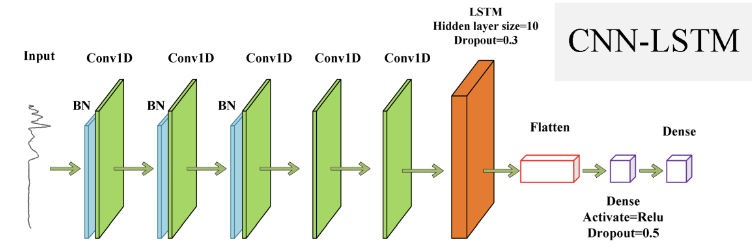 LSTM
Hidden layer size=10
Dropout=0.3
CNN-LSTM
Input
Conv1D
Conv1D
Conv1D
Conv1D
Conv1D
BN
BN
BN
Flatten
Dense
Dense
Activate=Relu
Dropout=0.5